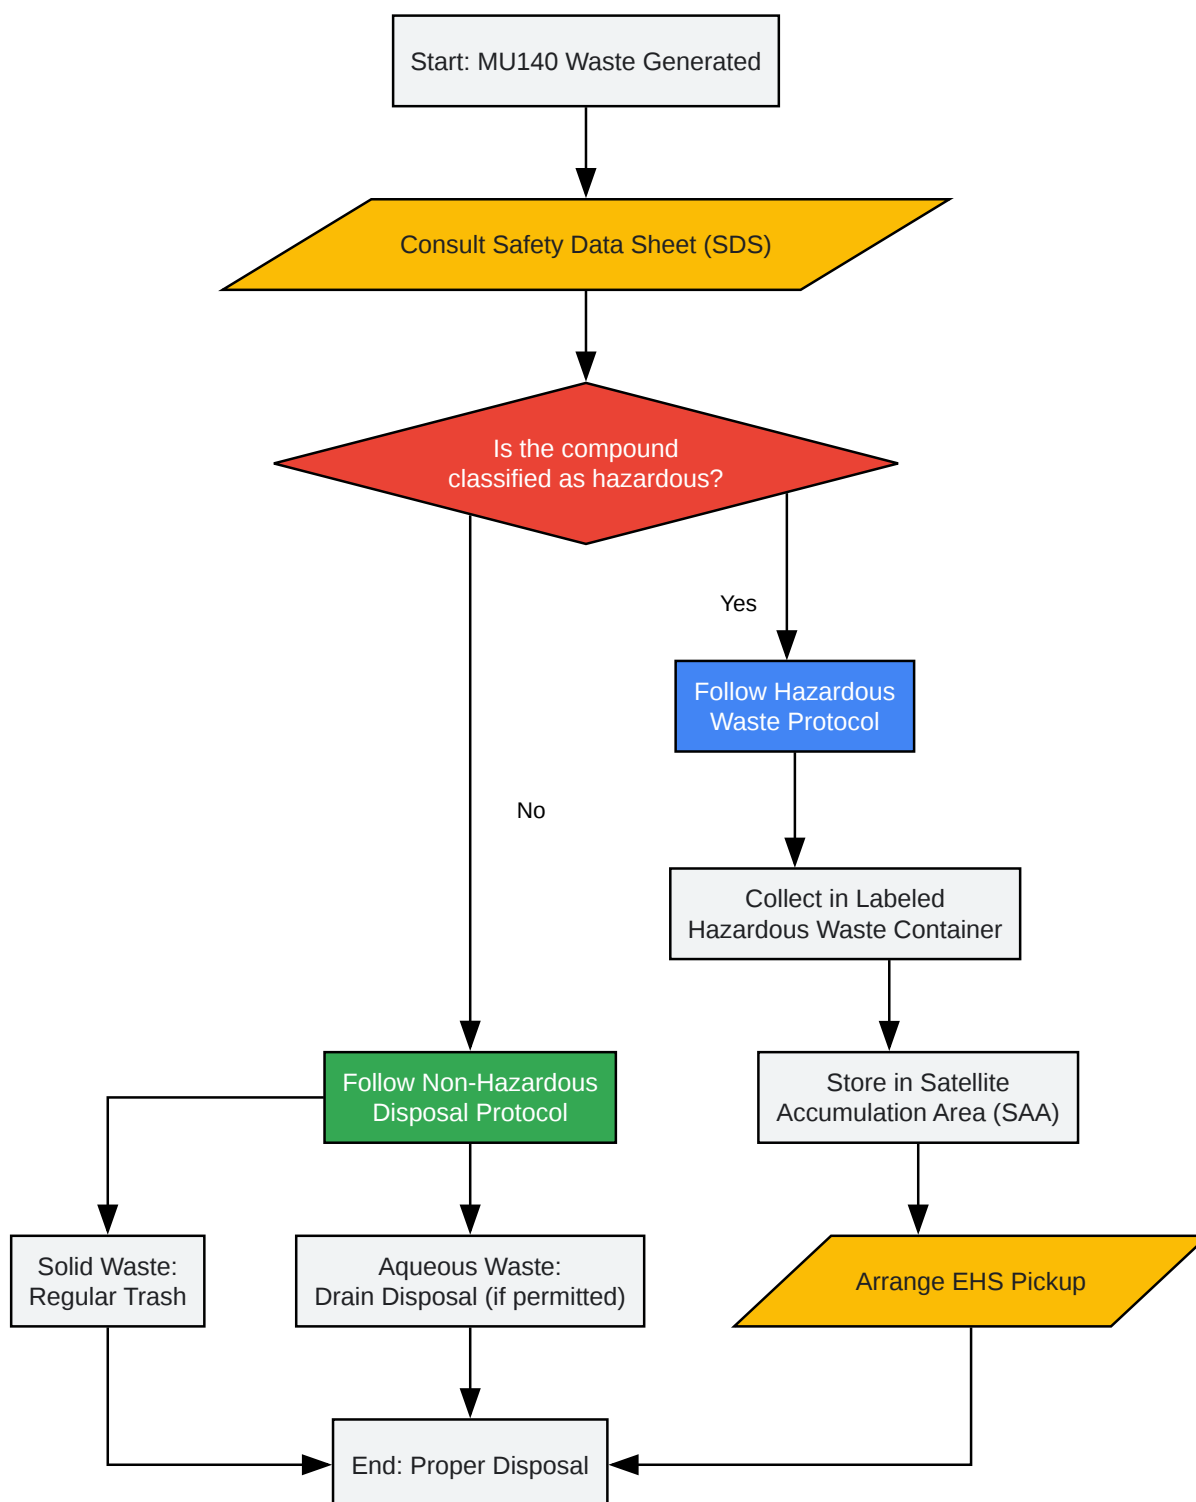 Start: MU140 Waste Generated
Consult Safety Data Sheet (SDS)
Is the compound
classified as hazardous?
Yes
Follow Hazardous
Waste Protocol
No
Collect in Labeled
Hazardous Waste Container
Follow Non-Hazardous
Disposal Protocol
Store in Satellite
Accumulation Area (SAA)
Solid Waste:
Regular Trash
Aqueous Waste:
Drain Disposal (if permitted)
Arrange EHS Pickup
End: Proper Disposal